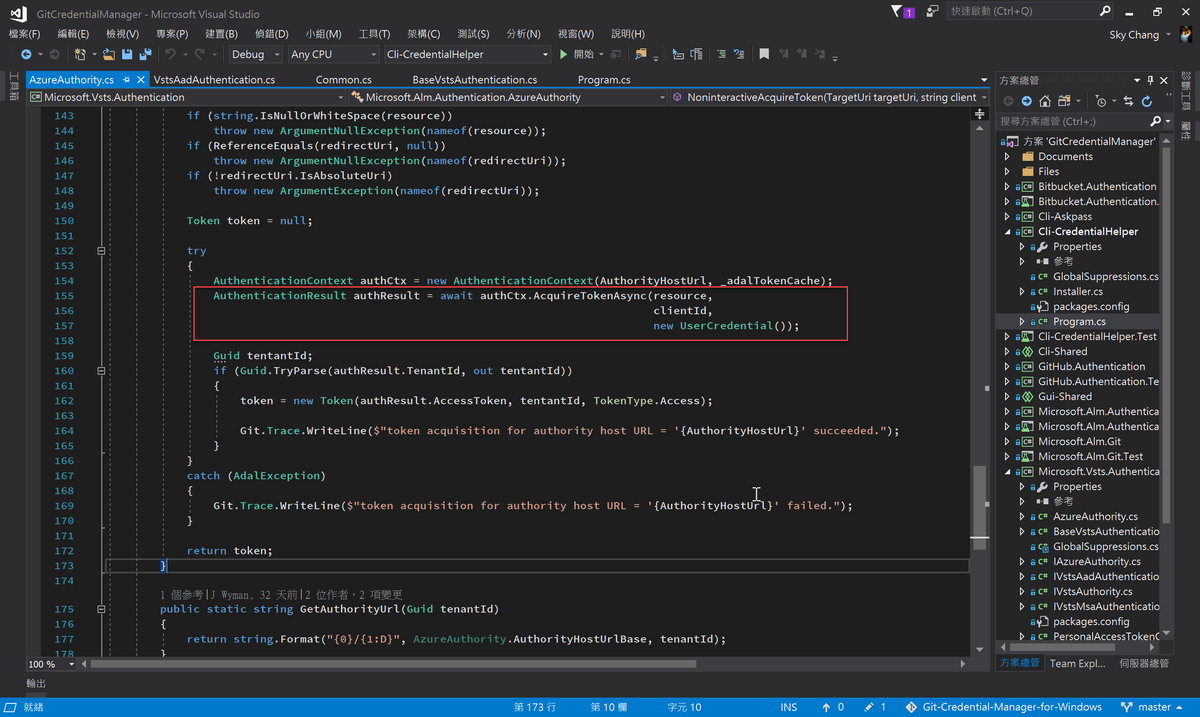 GitCredentialManager - Microsoft Visual Studio
1
快速啟動 (Ctrl+Q)
檔案(F) 編輯(E) 檢視(V) 專案(P) 建置(B) 偵錯(D) 小組(M) 工具(T) 架構(C) 測試(S) 分析(N) 視窗(W) 說明(H)
Sky Chang
Debug Any CPU Cli-CredentialHelper 開始
工具箱
AzureAuthority.cs VstsAadAuthentication.cs Common.cs BaseVstsAuthentication.cs Program.cs
Microsoft.Vsts.Authentication Microsoft.Alm.Authentication.AzureAuthority NoninteractiveAcquireToken(TargetUri targetUri, string client
143 if (string.IsNullOrWhiteSpace(resource))
144 throw new ArgumentNullException(nameof(resource));
145 if (ReferenceEquals(redirectUri, null))
146 throw new ArgumentNullException(nameof(redirectUri));
147 if (!redirectUri.IsAbsoluteUri)
148 throw new ArgumentException(nameof(redirectUri));
149
150 Token token = null;
151
152 try
153 {
154 AuthenticationContext authCtx = new AuthenticationContext(AuthorityHostUrl, _adalTokenCache);
155 AuthenticationResult authResult = await authCtx.AcquireTokenAsync(resource,
156 clientId,
157 new UserCredential());
158
159 Guid tentantId;
160 if (Guid.TryParse(authResult.TenantId, out tentantId))
161 {
162 token = new Token(authResult.AccessToken, tentantId, TokenType.Access);
163
164 Git.Trace.WriteLine($"token acquisition for authority host URL = '{AuthorityHostUrl}' succeeded.");
165 }
166 }
167 catch (AdalException)
168 {
169 Git.Trace.WriteLine($"token acquisition for authority host URL = '{AuthorityHostUrl}' failed.");
170 }
171
172 return token;
173 }
174
1 個參考|J Wyman, 32 天前|2 位作者，2 項變更
175 public static string GetAuthorityUrl(Guid tenantId)
176 {
177 return string.Format("{0}/{1:D}", AzureAuthority.AuthorityHostUrlBase, tenantId);
178 }
100 %
輸出
方案總管
搜尋方案總管 (Ctrl+;)
方案 'GitCredentialManager'
Documents
Files
Bitbucket.Authentication
Bitbucket.Authentication.
Cli-Askpass
Cli-CredentialHelper
Properties
參考
GlobalSuppressions.cs
Installer.cs
packages.config
Program.cs
Cli-CredentialHelper.Test
Cli-Shared
GitHub.Authentication
GitHub.Authentication.Te
Gui-Shared
Microsoft.Alm.Authentica
Microsoft.Alm.Authentica
Microsoft.Alm.Git
Microsoft.Alm.Git.Test
Microsoft.Vsts.Authentica
Properties
參考
AzureAuthority.cs
BaseVstsAuthenticatio
GlobalSuppressions.cs
IAzureAuthority.cs
IVstsAadAuthenticatio
IVstsAuthority.cs
IVstsMsaAuthenticatio
packages.config
PersonalAccessTokenC
方案總管 Team Expl... 伺服器總管
診斷工具
屬性
就緒 第 173 行 第 10 欄 字元 10 INS 0 1 Git-Credential-Manager-for-Windows master